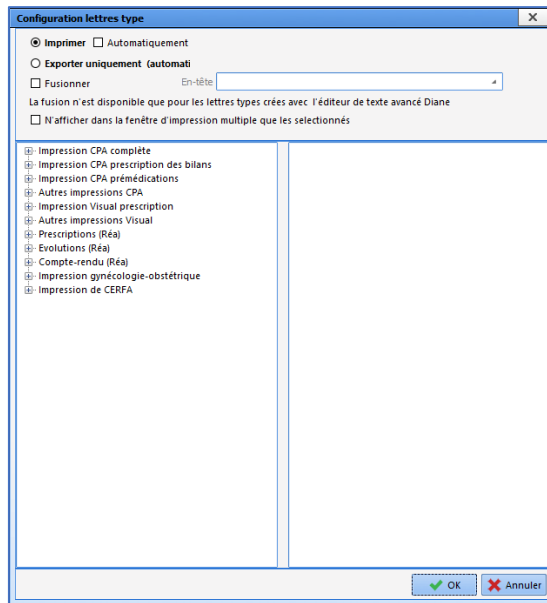 Configuration lettres type
Imprimer Automatiquement
Exporter uniquement (automati
Fusionner En-tête
La fusion n'est disponible que pour les lettres types crées avec l'éditeur de texte avancé Diane
N'afficher dans la fenêtre d'impression multiple que les selectionnés
Impression CPA complète
Impression CPA prescription des bilans
Impression CPA prémédications
Autres impressions CPA
Impression Visual prescription
Autres impressions Visual
Prescriptions (Réa)
Evolutions (Réa)
Compte-rendu (Réa)
Impression gynécologie-obstétrique
Impression de CERFA
OK Annuler